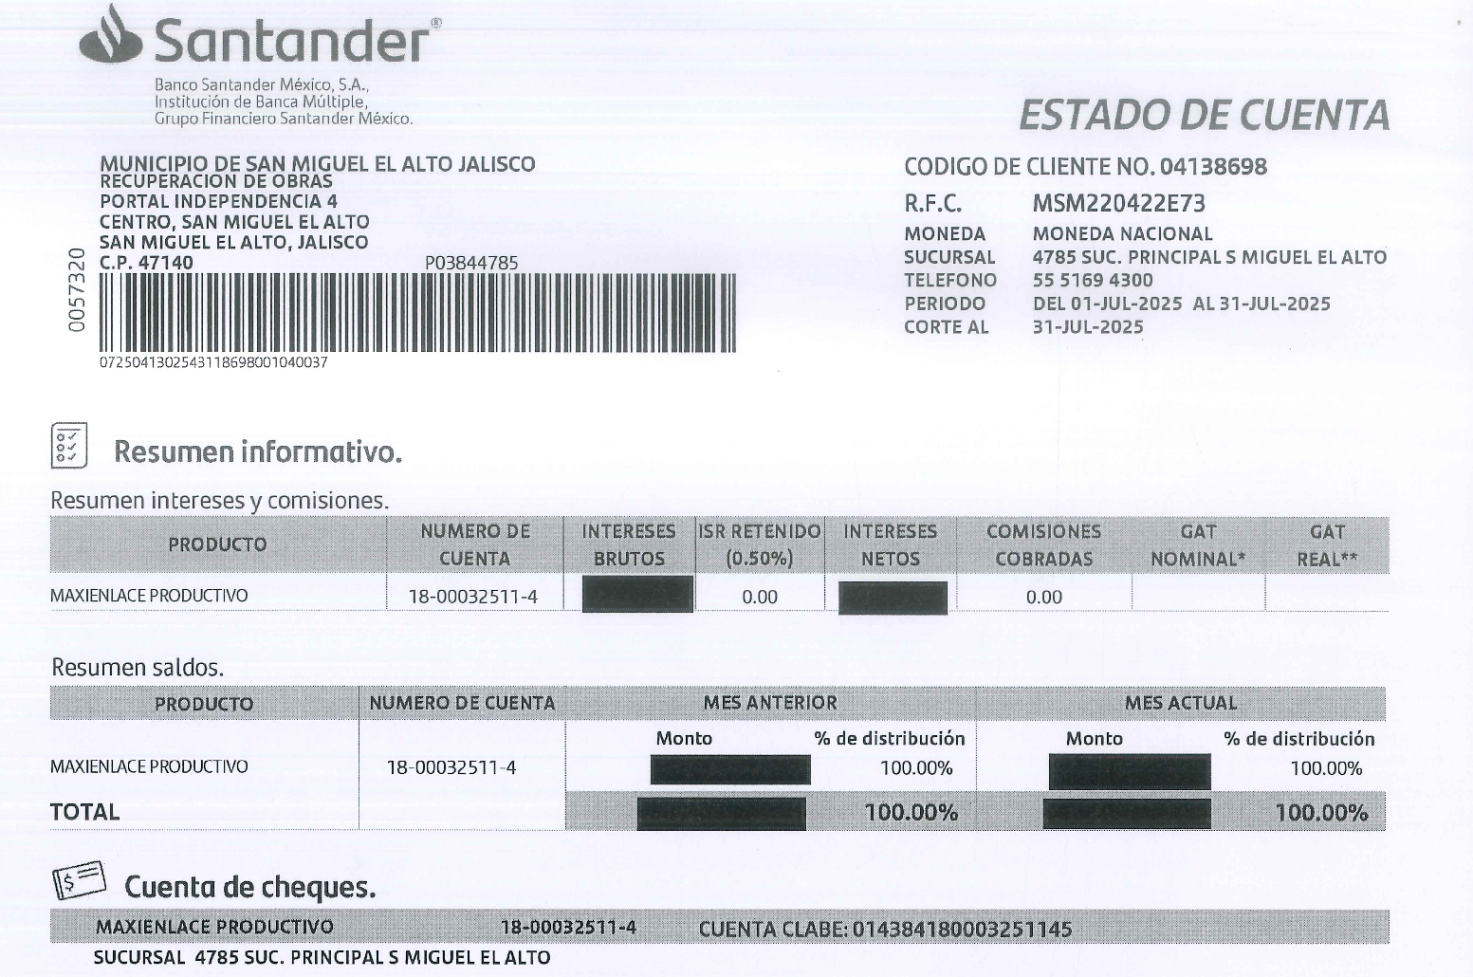 Santander®
Banco Santander México, S.A.,
Institución de Banca Múltiple,
Grupo Financiero Santander México.
ESTADO DE CUENTA
MUNICIPIO DE SAN MIGUEL EL ALTO JALISCO
RECUPERACION DE OBRAS
PORTAL INDEPENDENCIA 4
CENTRO, SAN MIGUEL EL ALTO
SAN MIGUEL EL ALTO, JALISCO
C.P. 47140 P03844785
0057320
07250413025431186980010400037
CODIGO DE CLIENTE NO. 04138698
R.F.C. MSM220422E73
MONEDA MONEDA NACIONAL
SUCURSAL 4785 SUC. PRINCIPAL S MIGUEL EL ALTO
TELEFONO 55 5169 4300
PERIODO DEL 01-JUL-2025 AL 31-JUL-2025
CORTE AL 31-JUL-2025
Resumen informativo.
Resumen intereses y comisiones.
PRODUCTO NUMERO DE CUENTA INTERESES BRUTOS ISR RETENIDO (0.50%) INTERESES NETOS COMISIONES COBRADAS GAT NOMINAL* GAT REAL**
MAXIENLACE PRODUCTIVO 18-00032511-4 0.00 0.00
Resumen saldos.
PRODUCTO NUMERO DE CUENTA MES ANTERIOR MES ACTUAL
Monto % de distribución Monto % de distribución
MAXIENLACE PRODUCTIVO 18-00032511-4 100.00% 100.00%
TOTAL 100.00% 100.00%
$
Cuenta de cheques.
MAXIENLACE PRODUCTIVO 18-00032511-4 CUENTA CLABE: 014384180003251145
SUCURSAL 4785 SUC. PRINCIPAL S MIGUEL EL ALTO